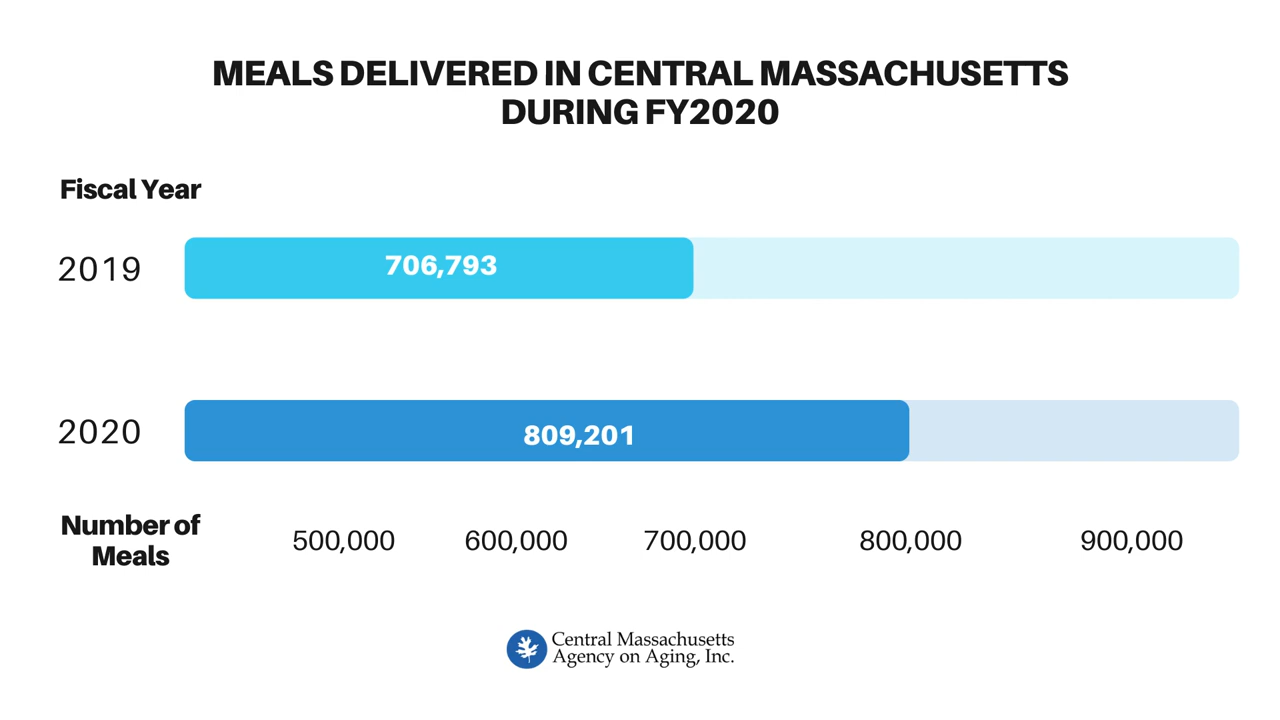 MEALS DELIVERED IN CENTRAL MASSACHUSETTS
DURING FY2020
Fiscal Year
2019
706,793
2020
809,201
Number of
Meals
500,000
600,000
700,000
800,000
900,000
Central Massachusetts
Agency on Aging, Inc.